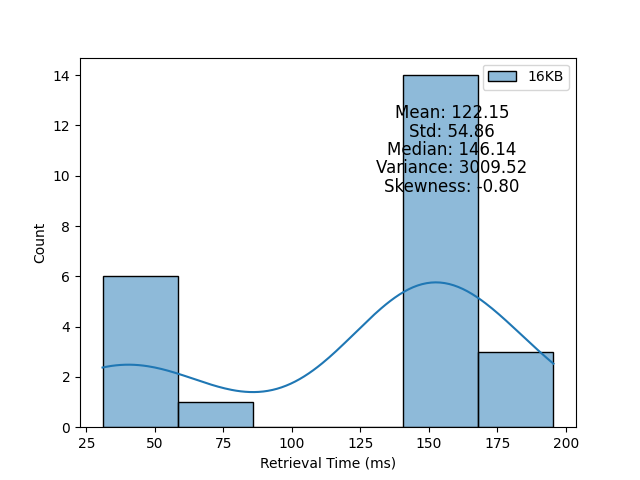 16KB
Mean: 122.15
Std: 54.86
Median: 146.14
Variance: 3009.52
Skewness: -0.80
14
12
10
8
6
4
2
0
Count
25 50 75 100 125 150 175 200
Retrieval Time (ms)